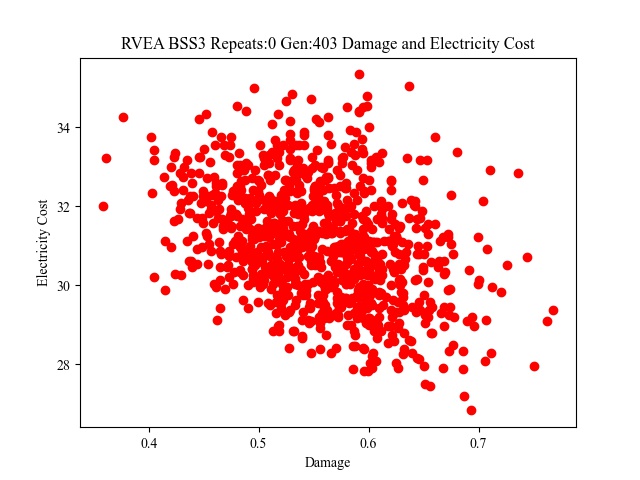 RVEA BSS3 Repeats:0 Gen:403 Damage and Electricity Cost
Electricity Cost
34
32
30
28
0.4 0.5 0.6 0.7
Damage